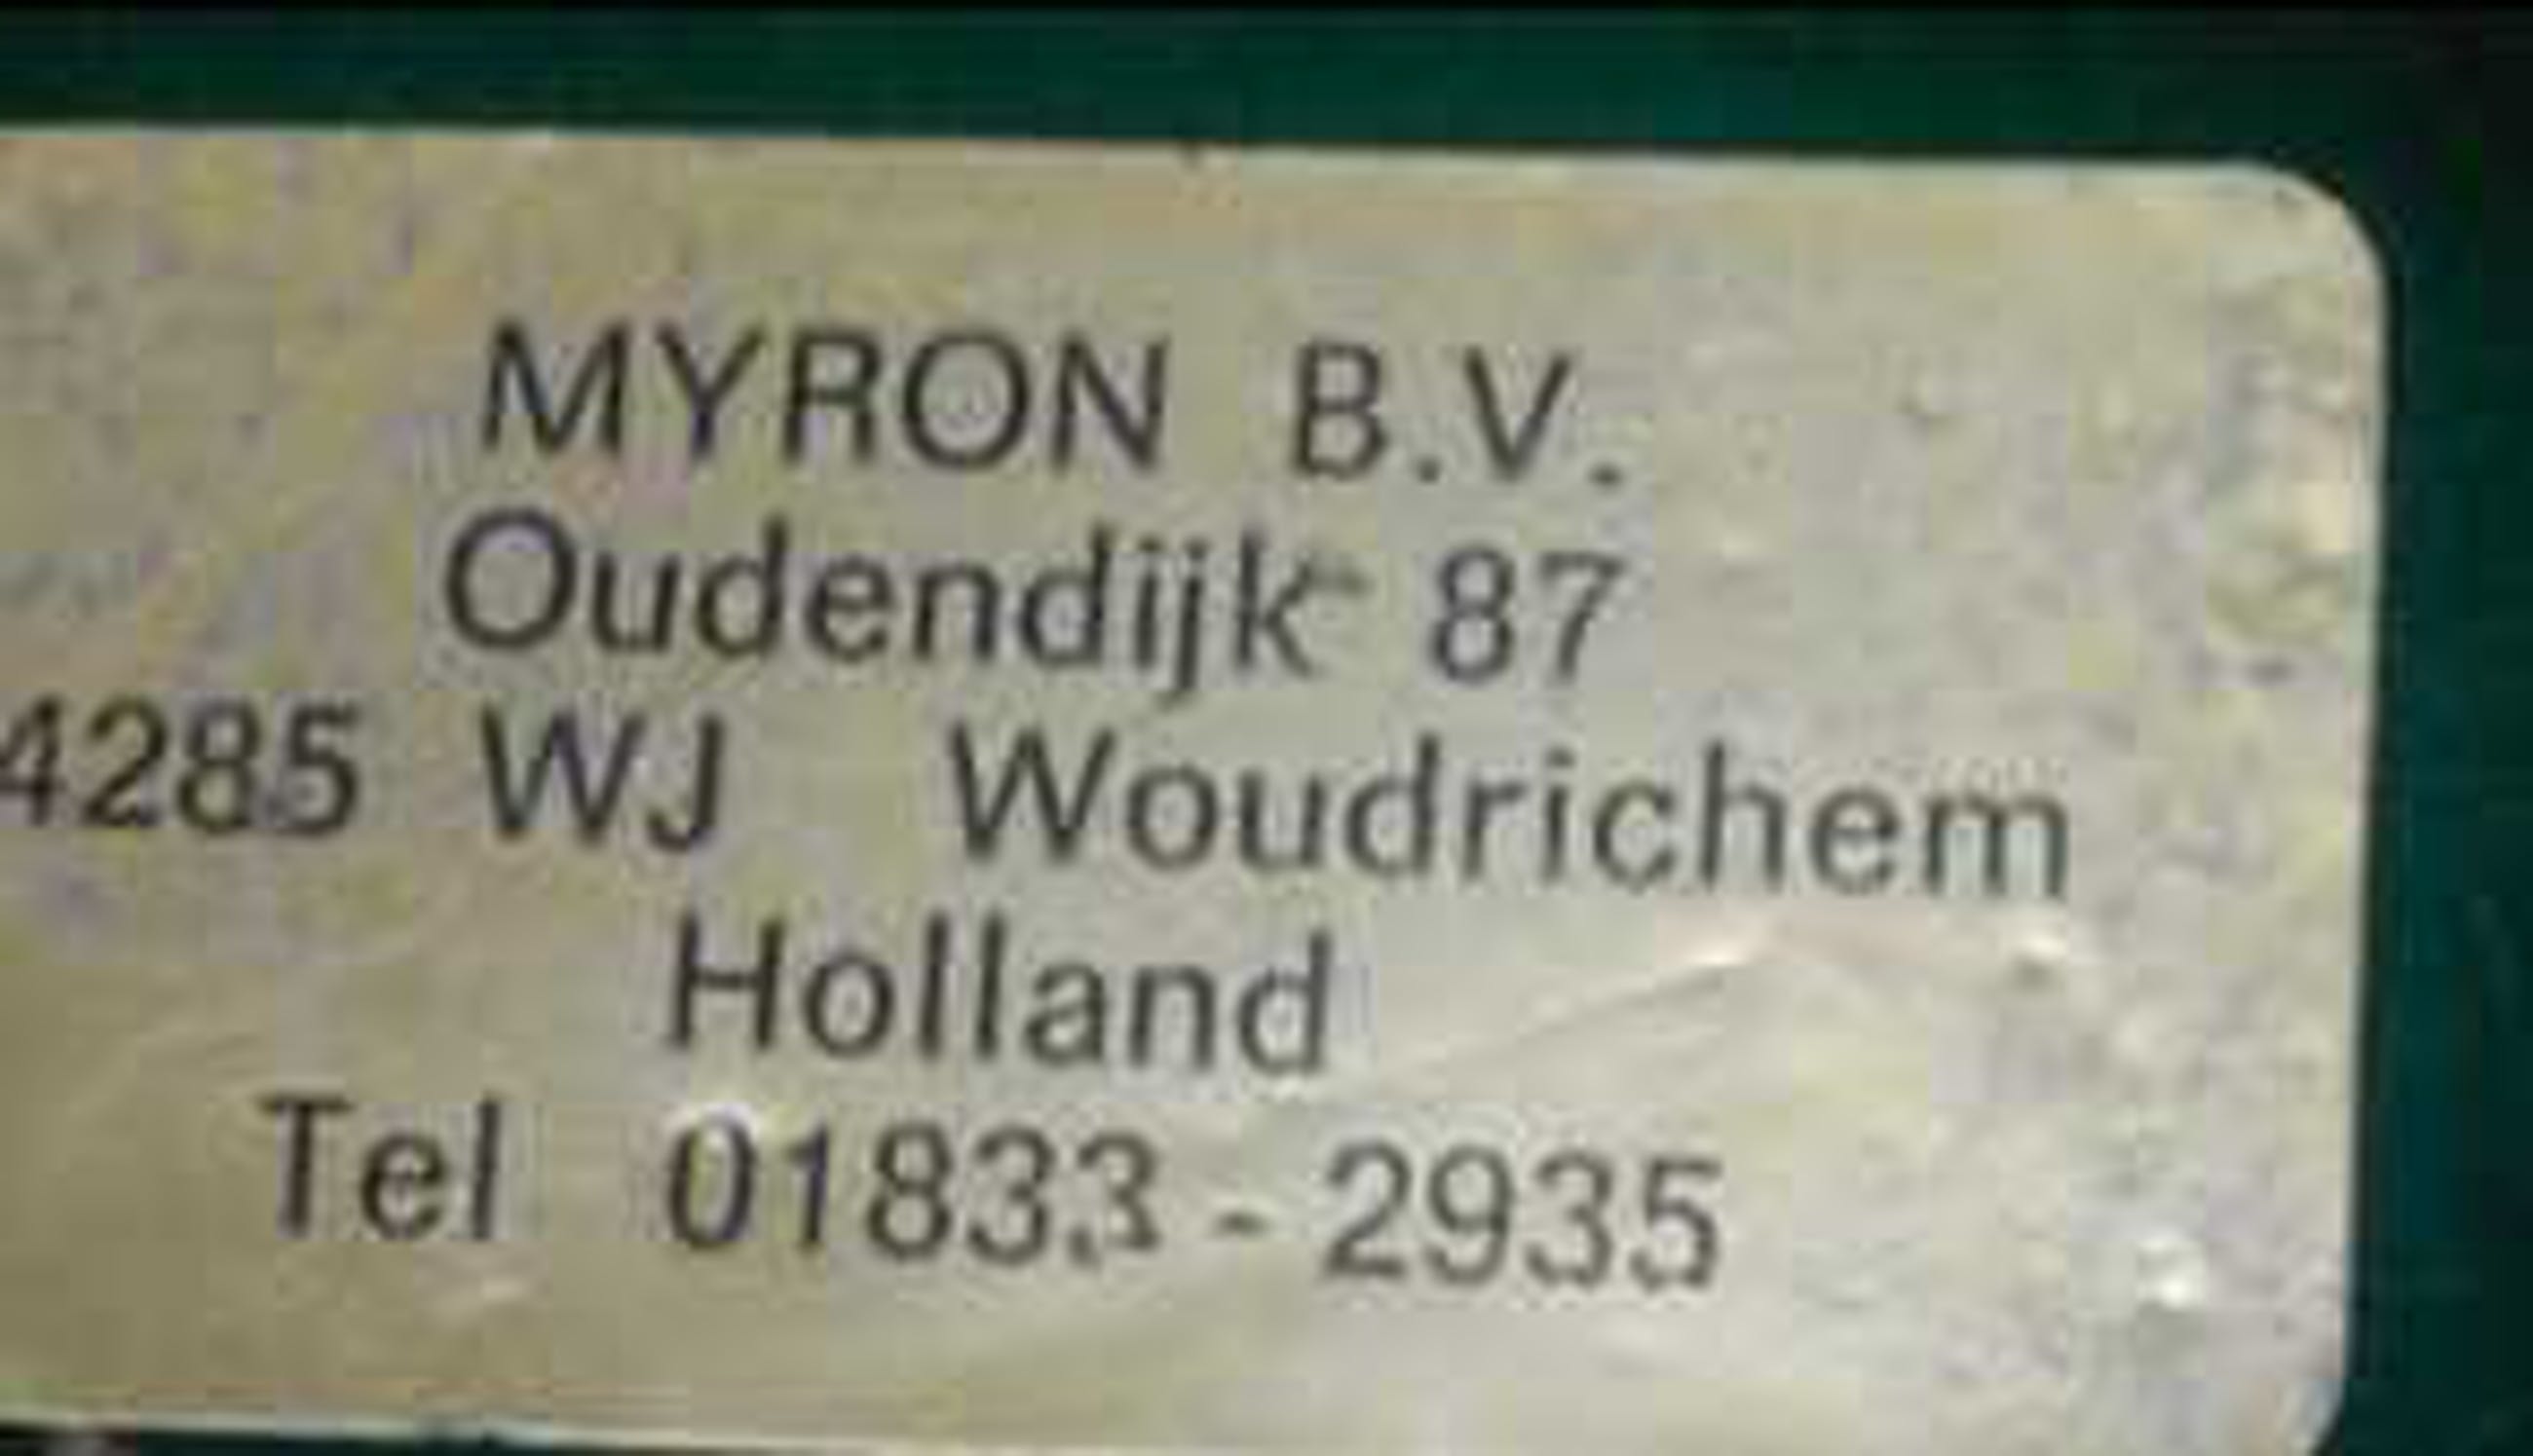 MYRON B.V.
Oudendijk 87
4285 WJ Woudrichem
Holland
Tel 01833 - 2935